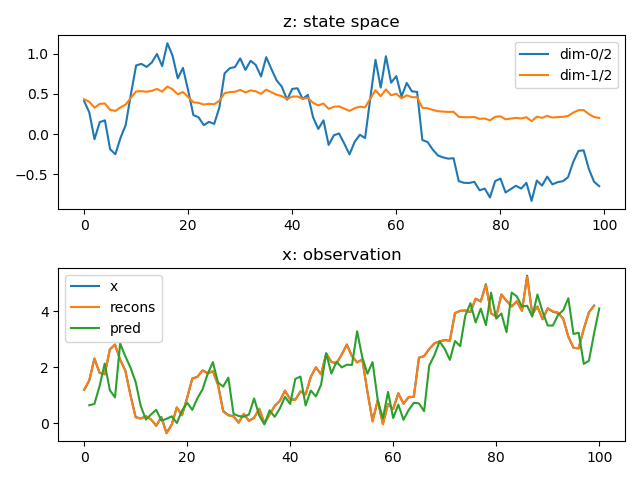 z: state space
1.0
0.5
0.0
−0.5
dim-0/2
dim-1/2
0 20 40 60 80 100
x: observation
4
2
0
x
recons
pred
0 20 40 60 80 100